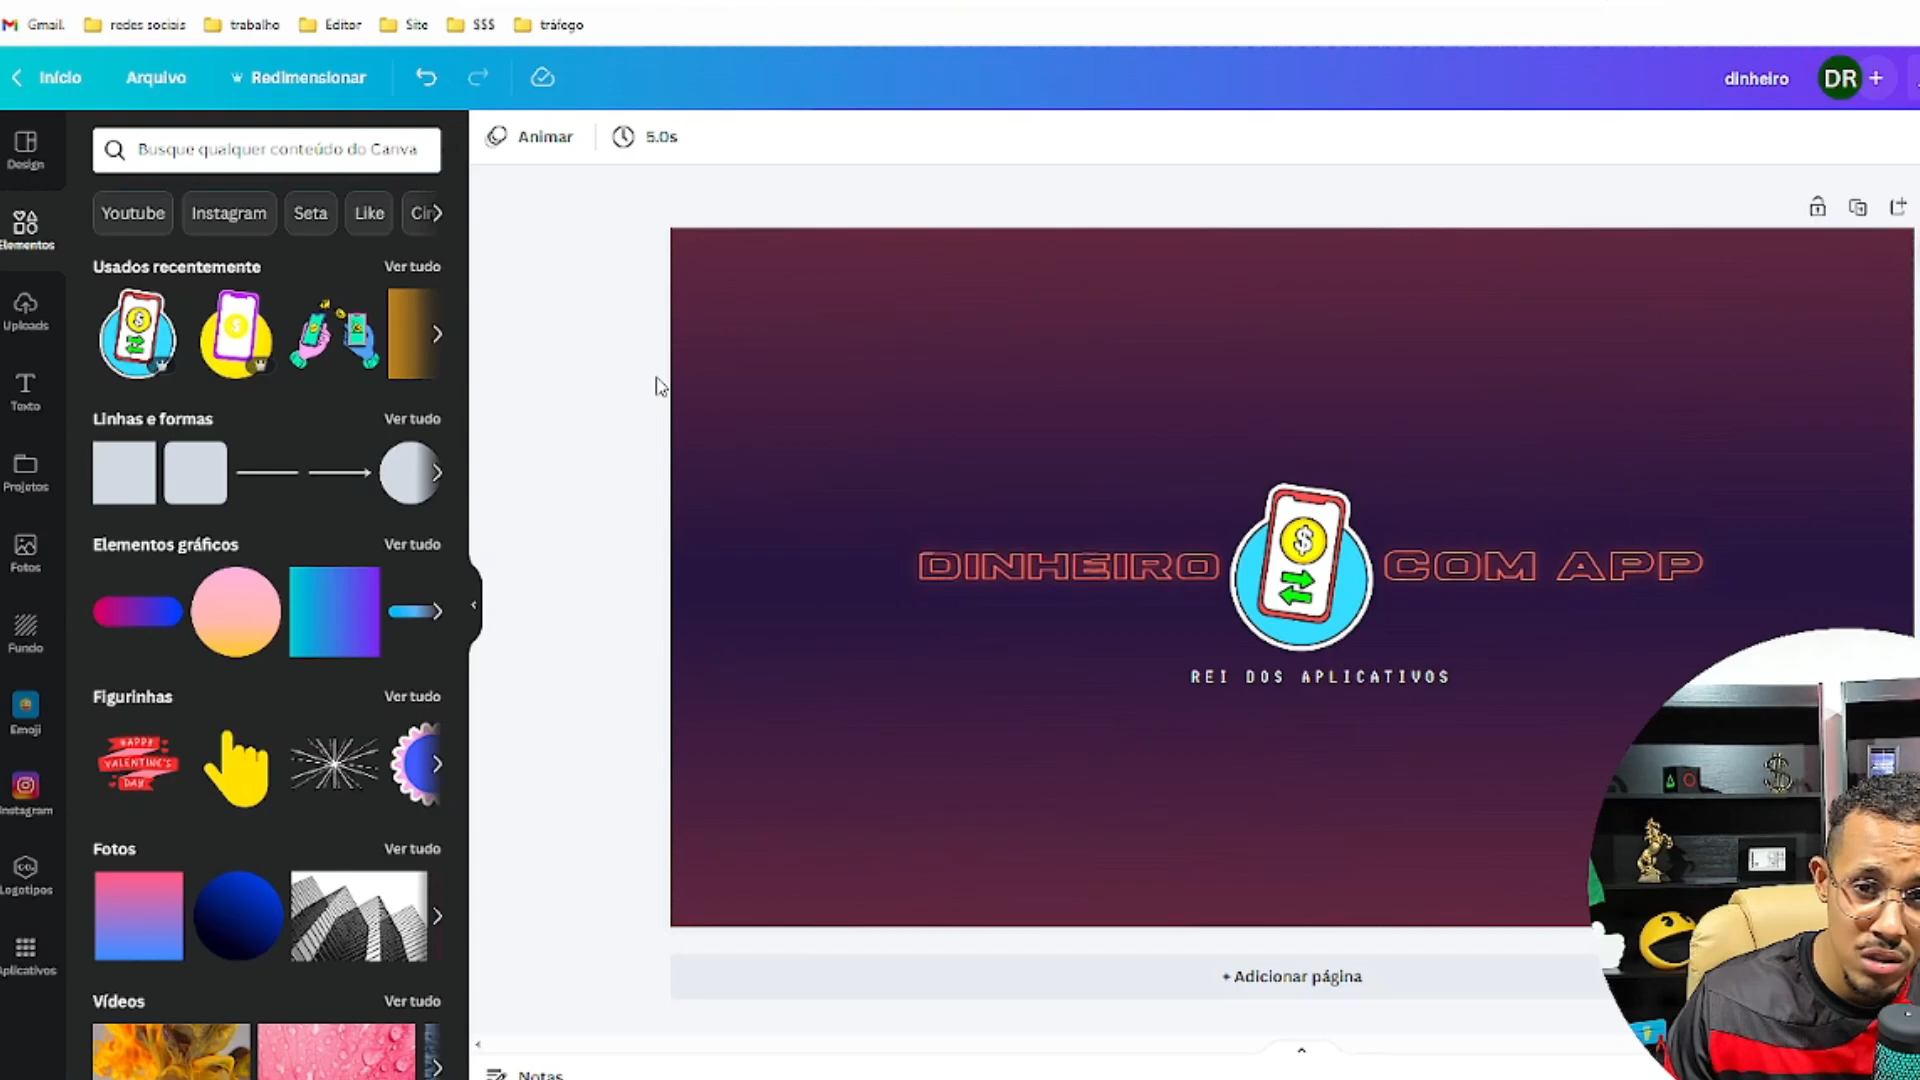 Gmail.
redes sociais
trabalho
Editor
Site
$$$
tráfego
Início
Arquivo
Redimensionar
dinheiro
DR
+
Design
Elementos
Uploads
Texto
Projetos
Fotos
Fundo
Emoji
Instagram
Logotipos
Aplicativos
Busque qualquer conteúdo do Canva
Youtube
Instagram
Seta
Like
Usados recentemente
Ver tudo
Linhas e formas
Ver tudo
Elementos gráficos
Ver tudo
Figurinhas
Ver tudo
HAPPY
VALENTINE'S
DAY
Fotos
Ver tudo
Vídeos
Ver tudo
Animar
5.0s
DINHEIRO
$
COM APP
REI DOS APLICATIVOS
+ Adicionar página
Notas